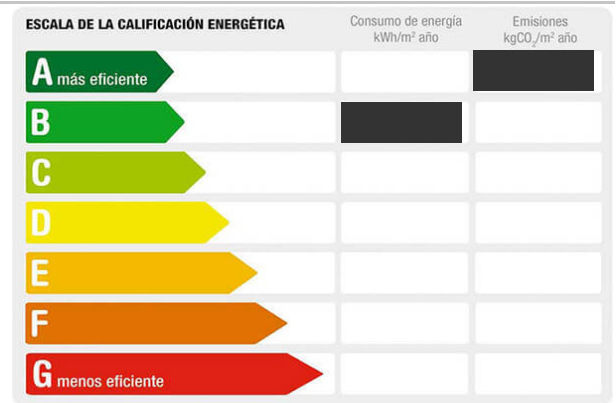 ESCALA DE LA CALIFICACIÓN ENERGÉTICA
Consumo de energía
kWh/m² año
Emisiones
kgCO₂/m² año
A más eficiente
B
C
D
E
F
G menos eficiente